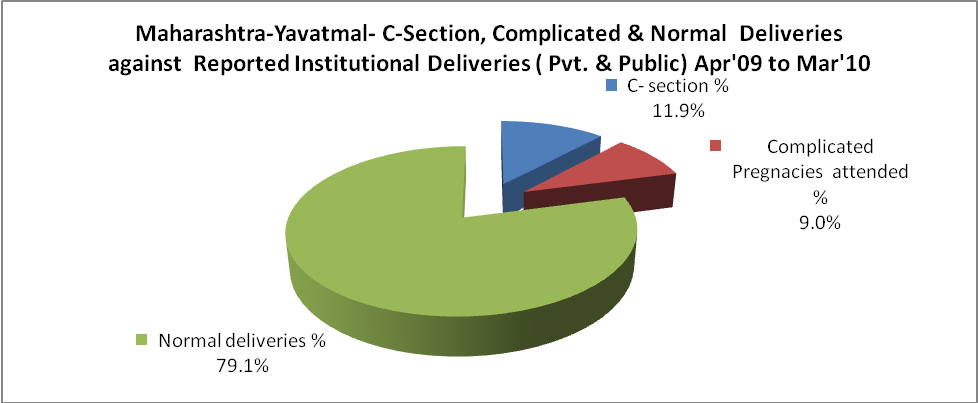 Maharashtra-Yavatmal- C-Section, Complicated & Normal Deliveries
against Reported Institutional Deliveries ( Pvt. & Public) Apr'09 to Mar'10
C- section %
11.9%
Complicated
Pregnacies attended
%
9.0%
Normal deliveries %
79.1%